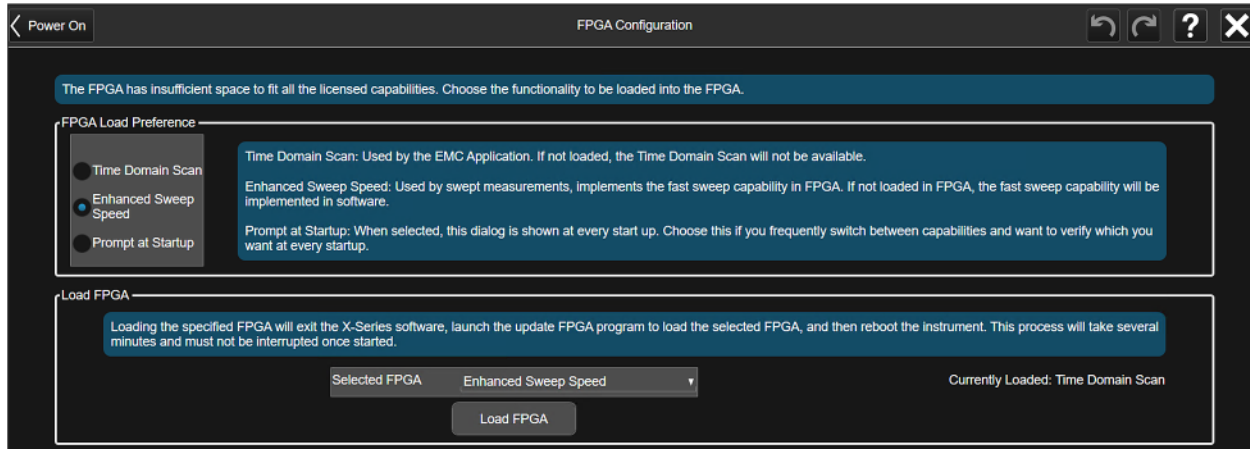 Power On
FPGA Configuration
?
The FPGA has insufficient space to fit all the licensed capabilities. Choose the functionality to be loaded into the FPGA.
FPGA Load Preference
Time Domain Scan
Enhanced Sweep
Speed
Prompt at Startup
Time Domain Scan: Used by the EMC Application. If not loaded, the Time Domain Scan will not be available.
Enhanced Sweep Speed: Used by swept measurements, implements the fast sweep capability in FPGA. If not loaded in FPGA, the fast sweep capability will be
implemented in software.
Prompt at Startup: When selected, this dialog is shown at every start up. Choose this if you frequently switch between capabilities and want to verify which you
want at every startup.
Load FPGA
Loading the specified FPGA will exit the X-Series software, launch the update FPGA program to load the selected FPGA, and then reboot the instrument. This process will take several
minutes and must not be interrupted once started.
Selected FPGA Enhanced Sweep Speed
Currently Loaded: Time Domain Scan
Load FPGA